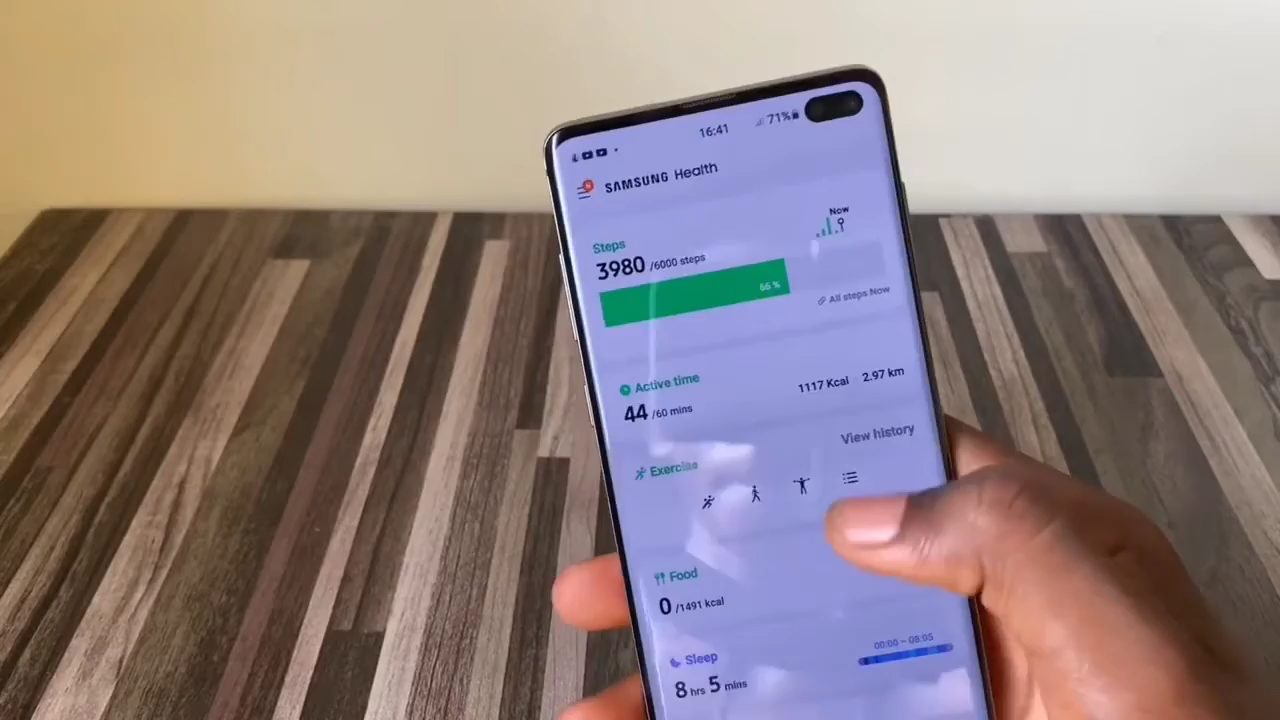 16:41
71%
N
SAMSUNG Health
Now
Steps
3980 /6000 steps
66 %
All steps Now
Active time
44 /60 mins
1117 Kcal 2.97 km
View history
Exercise
Food
0 /1491 kcal
Sleep
8 hrs 5 mins
00:00 – 08:05